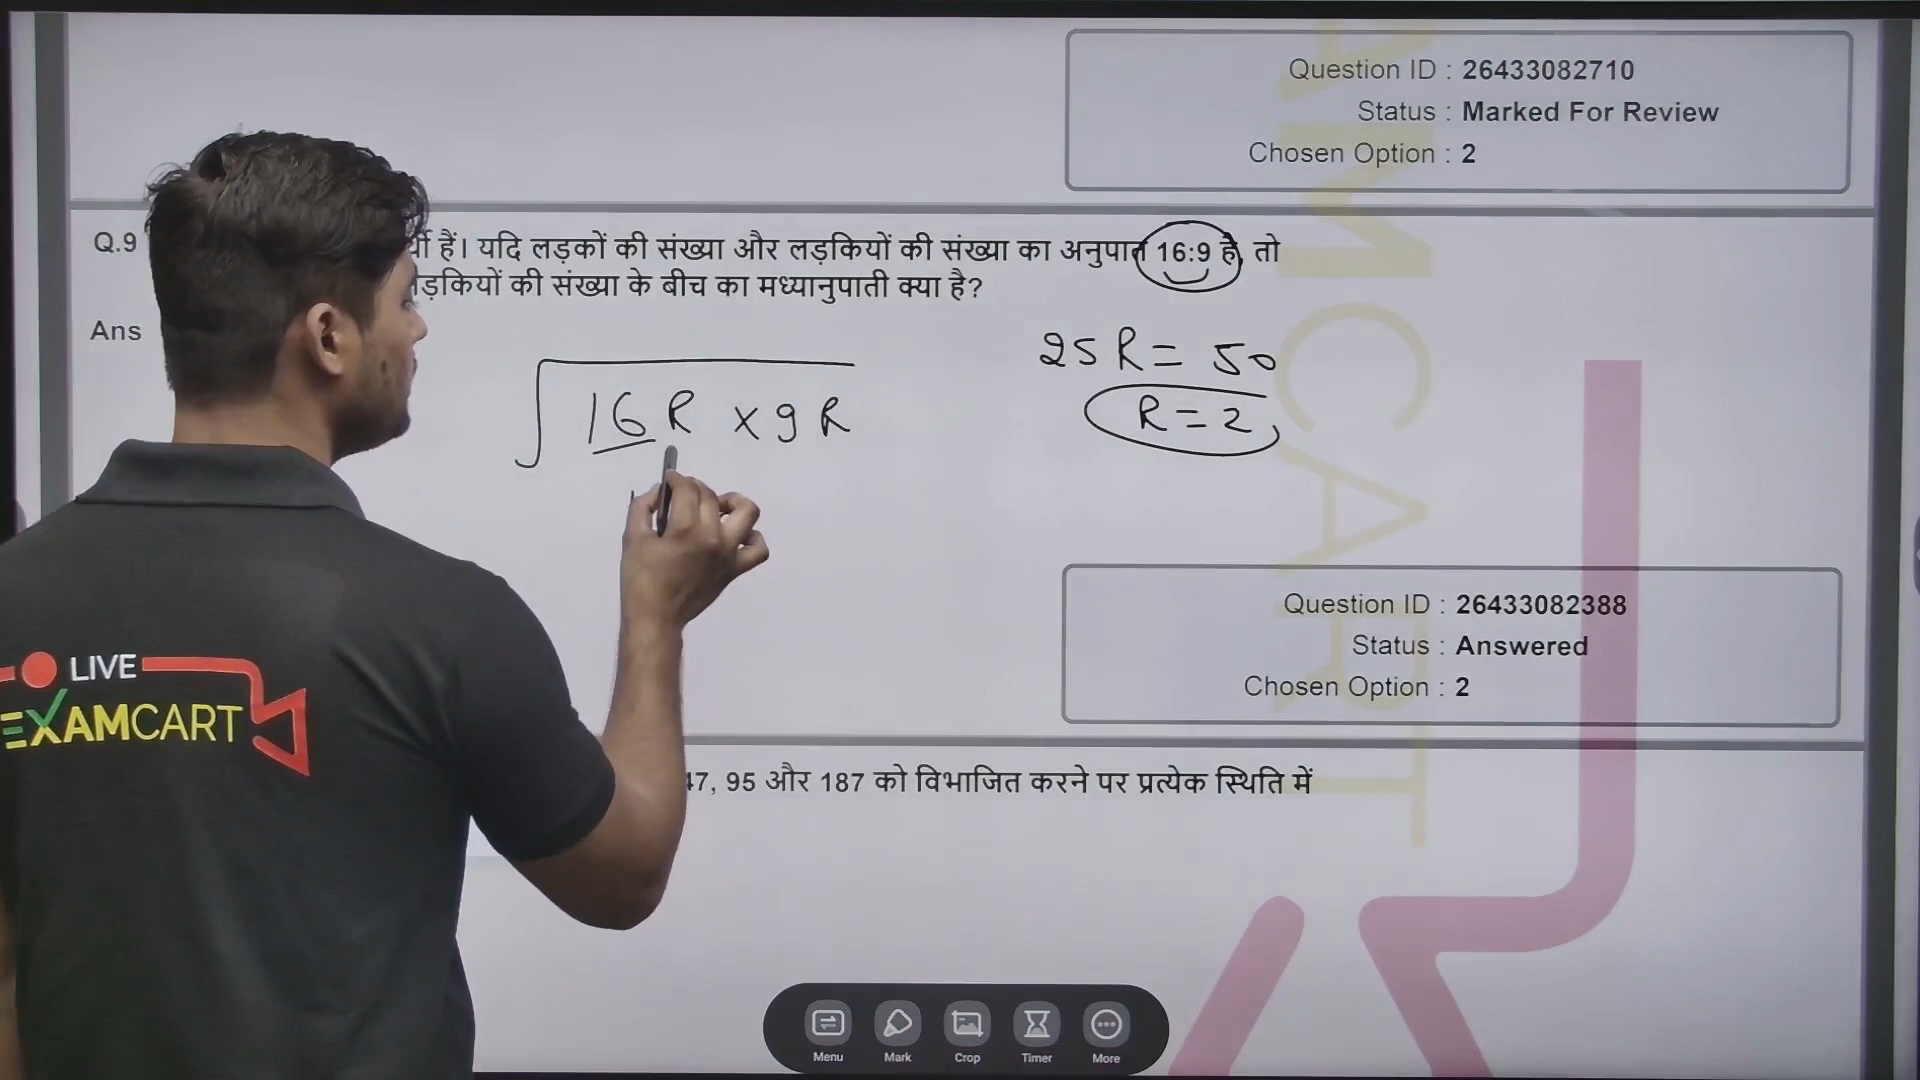 Question ID : 26433082710
Status : Marked For Review
Chosen Option : 2
Q.9 हैं। यदि लड़कों की संख्या और लड़कियों की संख्या का अनुपात 16:9 है, तो
की संख्या के बीच का मध्यानुपाती क्या है?
Ans
25R = 50
R = 2
√16R × 9R
Question ID : 26433082388
Status : Answered
Chosen Option : 2
95 और 187 को विभाजित करने पर प्रत्येक स्थिति में
LIVE
EXAMCART
Menu Mark Crop Timer More